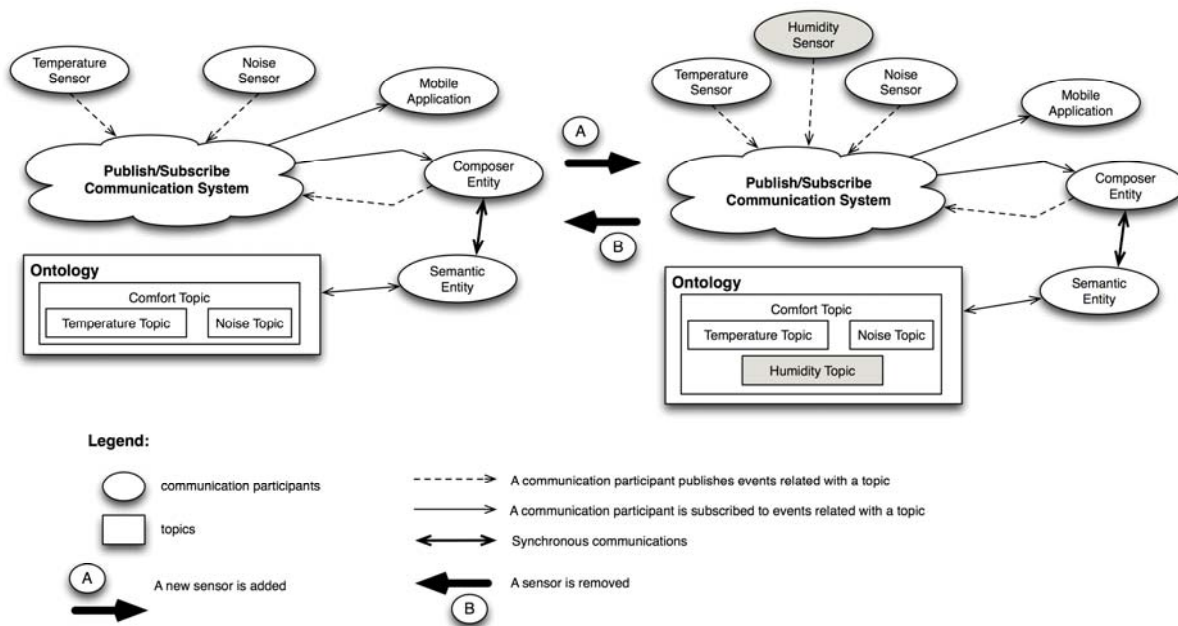 Temperature
Sensor
Noise
Sensor
Mobile
Application
Publish/Subscribe
Communication System
Composer
Entity
Semantic
Entity
Ontology
Comfort Topic
Temperature Topic
Noise Topic
A
B
Humidity
Sensor
Temperature
Sensor
Noise
Sensor
Mobile
Application
Publish/Subscribe
Communication System
Composer
Entity
Semantic
Entity
Ontology
Comfort Topic
Temperature Topic
Noise Topic
Humidity Topic
Legend:
communication participants
topics
A
A new sensor is added
A communication participant publishes events related with a topic
A communication participant is subscribed to events related with a topic
Synchronous communications
A sensor is removed
B